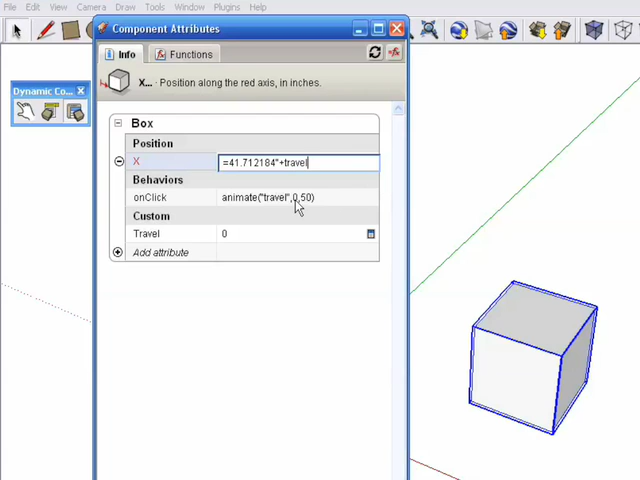 File Edit View Camera Draw Tools Window Plugins Help
Component Attributes
Info
Functions
X... - Position along the red axis, in inches.
Dynamic Co...
Box
Position
X =41.712184"+travel
Behaviors
onClick animate("travel",0,50)
Custom
Travel 0
Add attribute